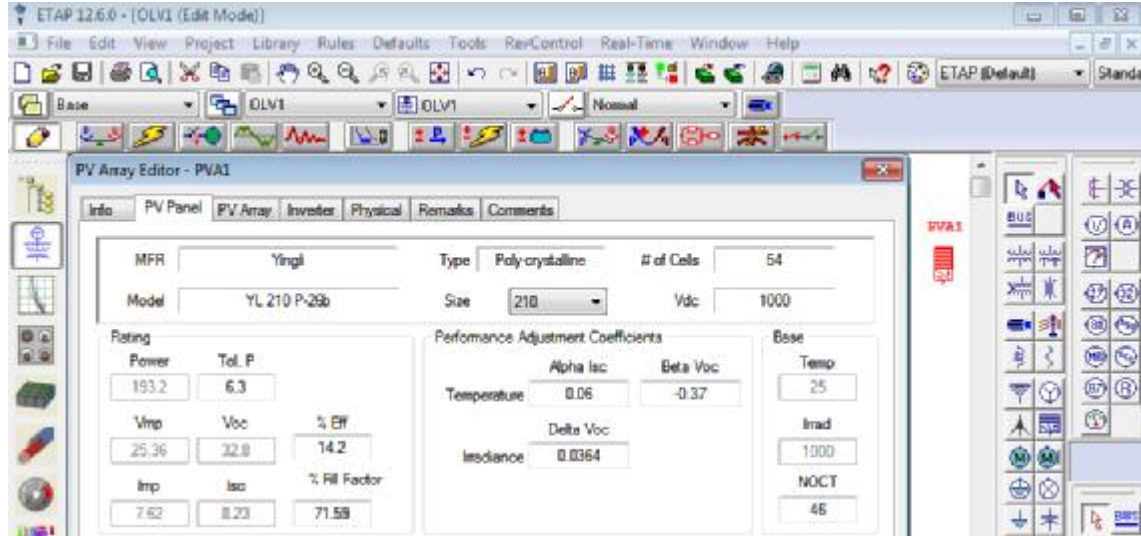 ETAP 12.6.0 - [OLV1 (Edit Mode)]
File Edit View Project Library Rules Defaults Tools RevControl Real-Time Window Help
ETAP (Default) Standa
Base OLV1 OLV1 Normal
PV Array Editor - PVA1
Info PV Panel PV Array Inverter Physical Remarks Comments
PVA1
BUS
MFR Yingli Type Poly-crystalline # of Cells 54
Model YL 210 P-26b Size 210 Vdc 1000
Rating Performance Adjustment Coefficients Base
Power Tol. P Alpha Isc Beta Voc Temp
193.2 6.3 Temperature 0.06 -0.37 25
Vmp Voc % Eff Delta Voc Irrad
25.36 32.8 14.2 Irradiance 0.0364 1000
Imp Isc % Fill Factor NOCT
7.62 8.23 71.59 46